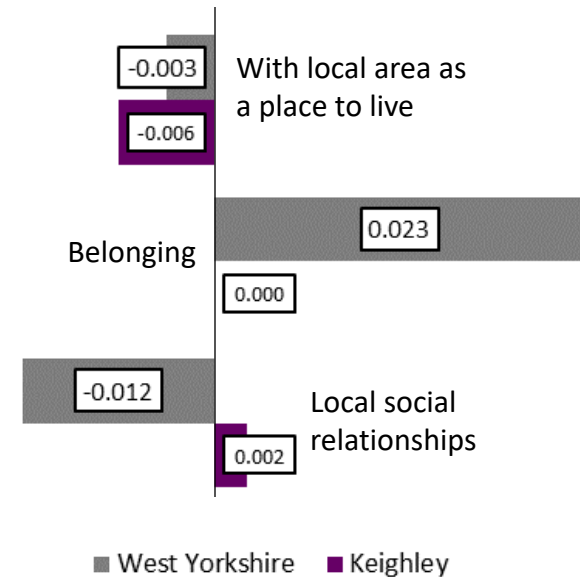 -0.003
With local area as
a place to live
-0.006
0.023
Belonging
0.000
-0.012
Local social
relationships
0.002
West Yorkshire
Keighley